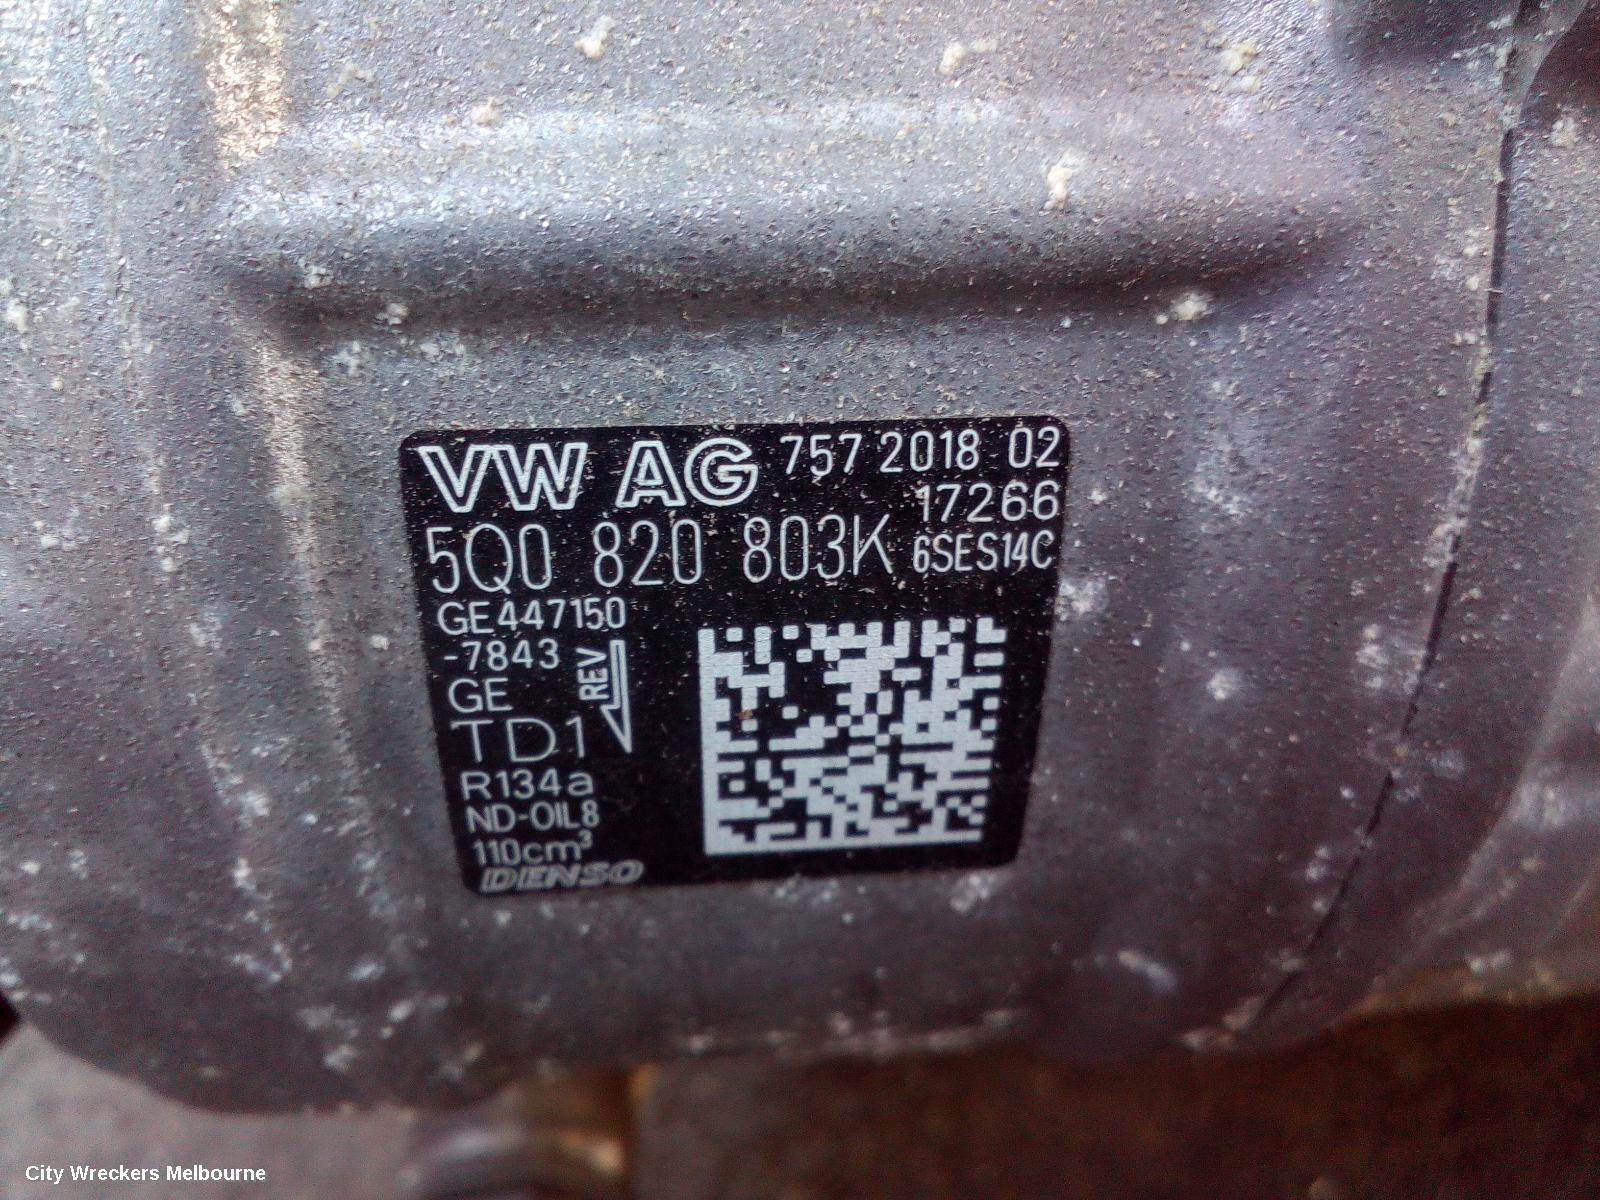 VW AG 757 2018 02
17266
5Q0 820 803K 6SES14C
GE447150
-7843
REV
GE
TD1
R134a
ND-OIL8
110cm³
DENSO
City Wreckers Melbourne